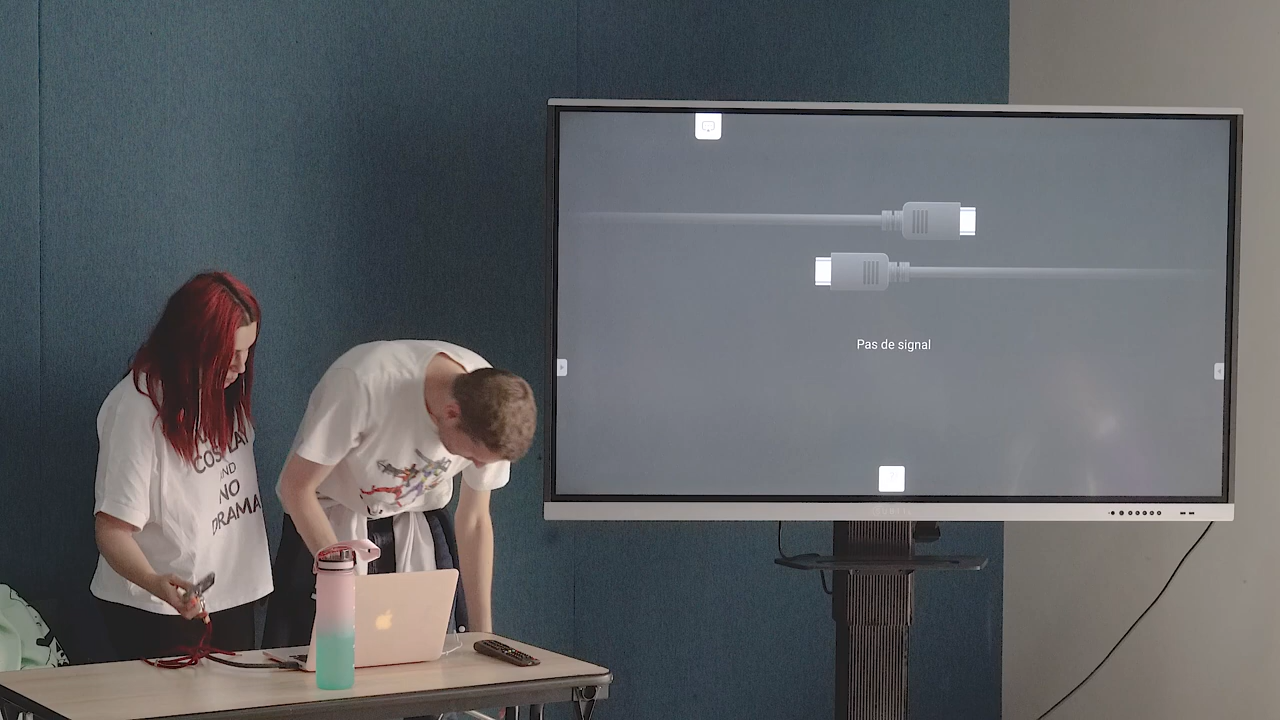 COSPLAY
AND
NO
DRAMA
Pas de signal